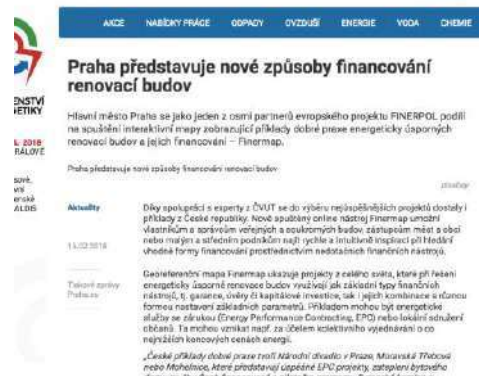 AKCE NABÍDKY PRÁCE ODPADY OVZDUŠÍ ENERGIE VODA CHEMIE
Praha představuje nové způsoby financování
renovací budov
Hlavní město Praha se jako jeden z osmi partnerů evropského projektu FINERPOL podílí
na spuštění interaktivní mapy zobrazující příklady dobré praxe energeticky úsporných
renovací budov a jejich financování – Finermap.
Praha představuje nové způsoby financování renovací budov
Aktuality
Díky spolupráci s experty z ČVUT se do výběru nejúspěšnějších projektů dostaly i
příklady z České republiky. Nově spuštěný online nástroj Finermap umožní
vlastníkům a správcům veřejných a soukromých budov, zástupcům měst a obcí
nebo malým a středním podnikům najít rychle a intuitivně inspiraci při hledání
vhodné formy financování prostřednictvím nedotačních finančních nástrojů.
Tiskové zprávy
Praha.eu
Georeferenční mapa Finermap ukazuje projekty z celého světa, které při řešení
energeticky úsporné renovace budov využívají jak základní typy finančních
nástrojů, tj. garance, úvěry či kapitálové investice, tak i jejich kombinace s různou
formou nastavení základních parametrů. Příkladem mohou být energetické
služby se zárukou (Energy Performance Contracting, EPC) nebo lokální sdružení
občanů. Ta mohou vznikat např. za účelem kolektivního vyjednávání o co
nejnižších koncových cenách energií.
„České příklady dobré praxe tvoří Národní divadlo v Praze, Moravská Třebová
nebo Mohelnice, které představují úspěšné EPC projekty, zateplení bytového